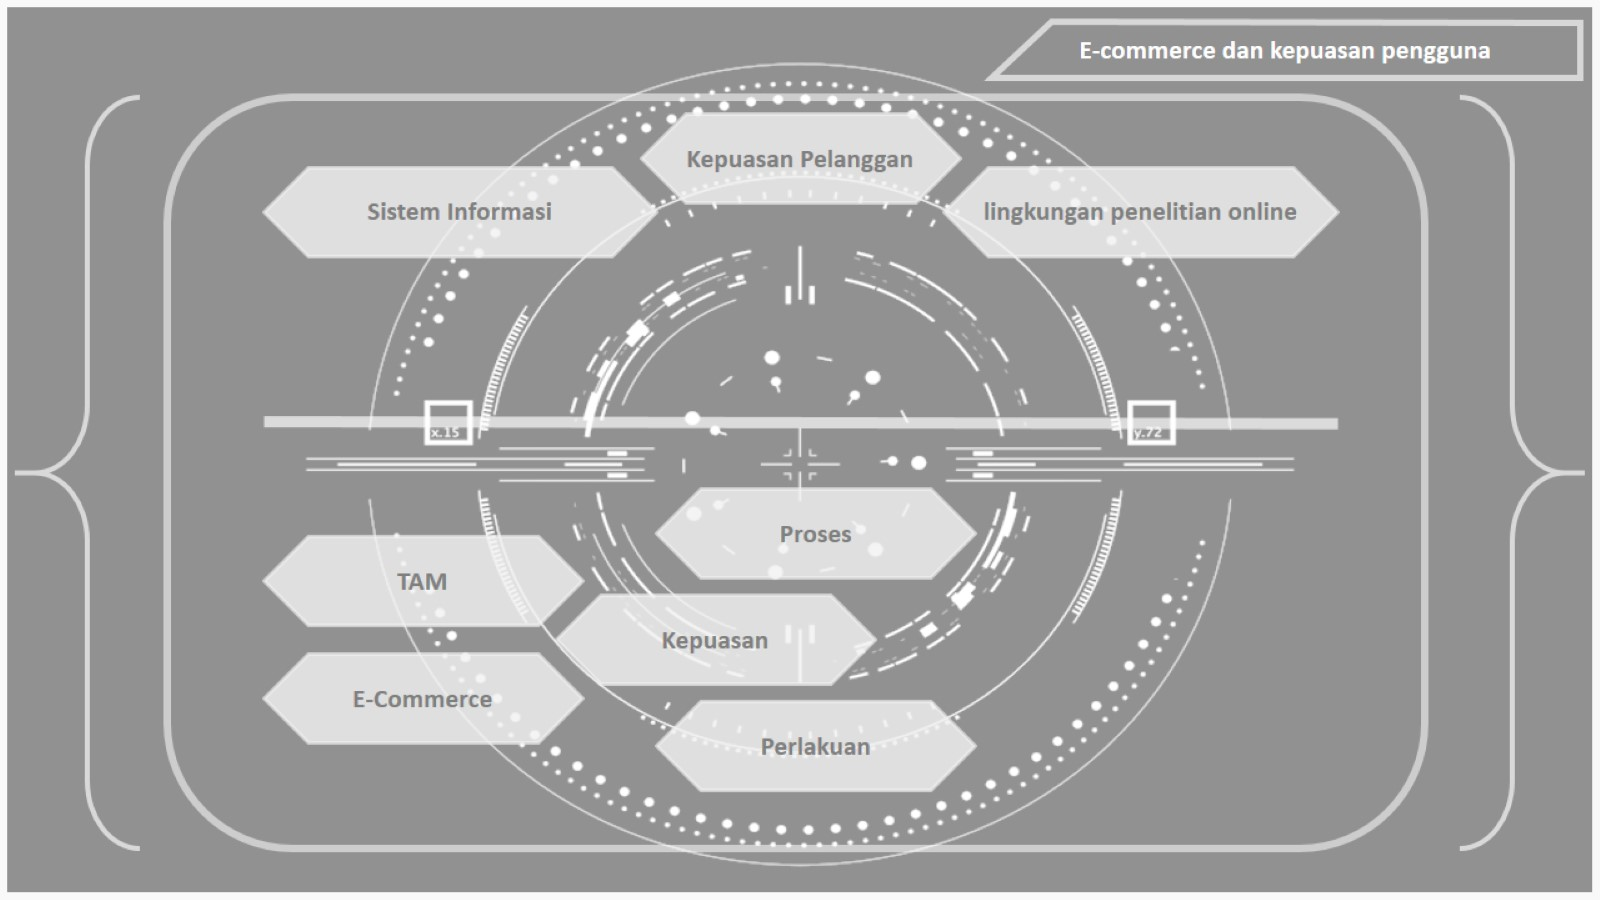 E-commerce dan kepuasan pengguna
Kepuasan Pelanggan
Sistem Informasi
lingkungan penelitian online
x.15
y.72
Proses
TAM
Kepuasan
E-Commerce
Perlakuan